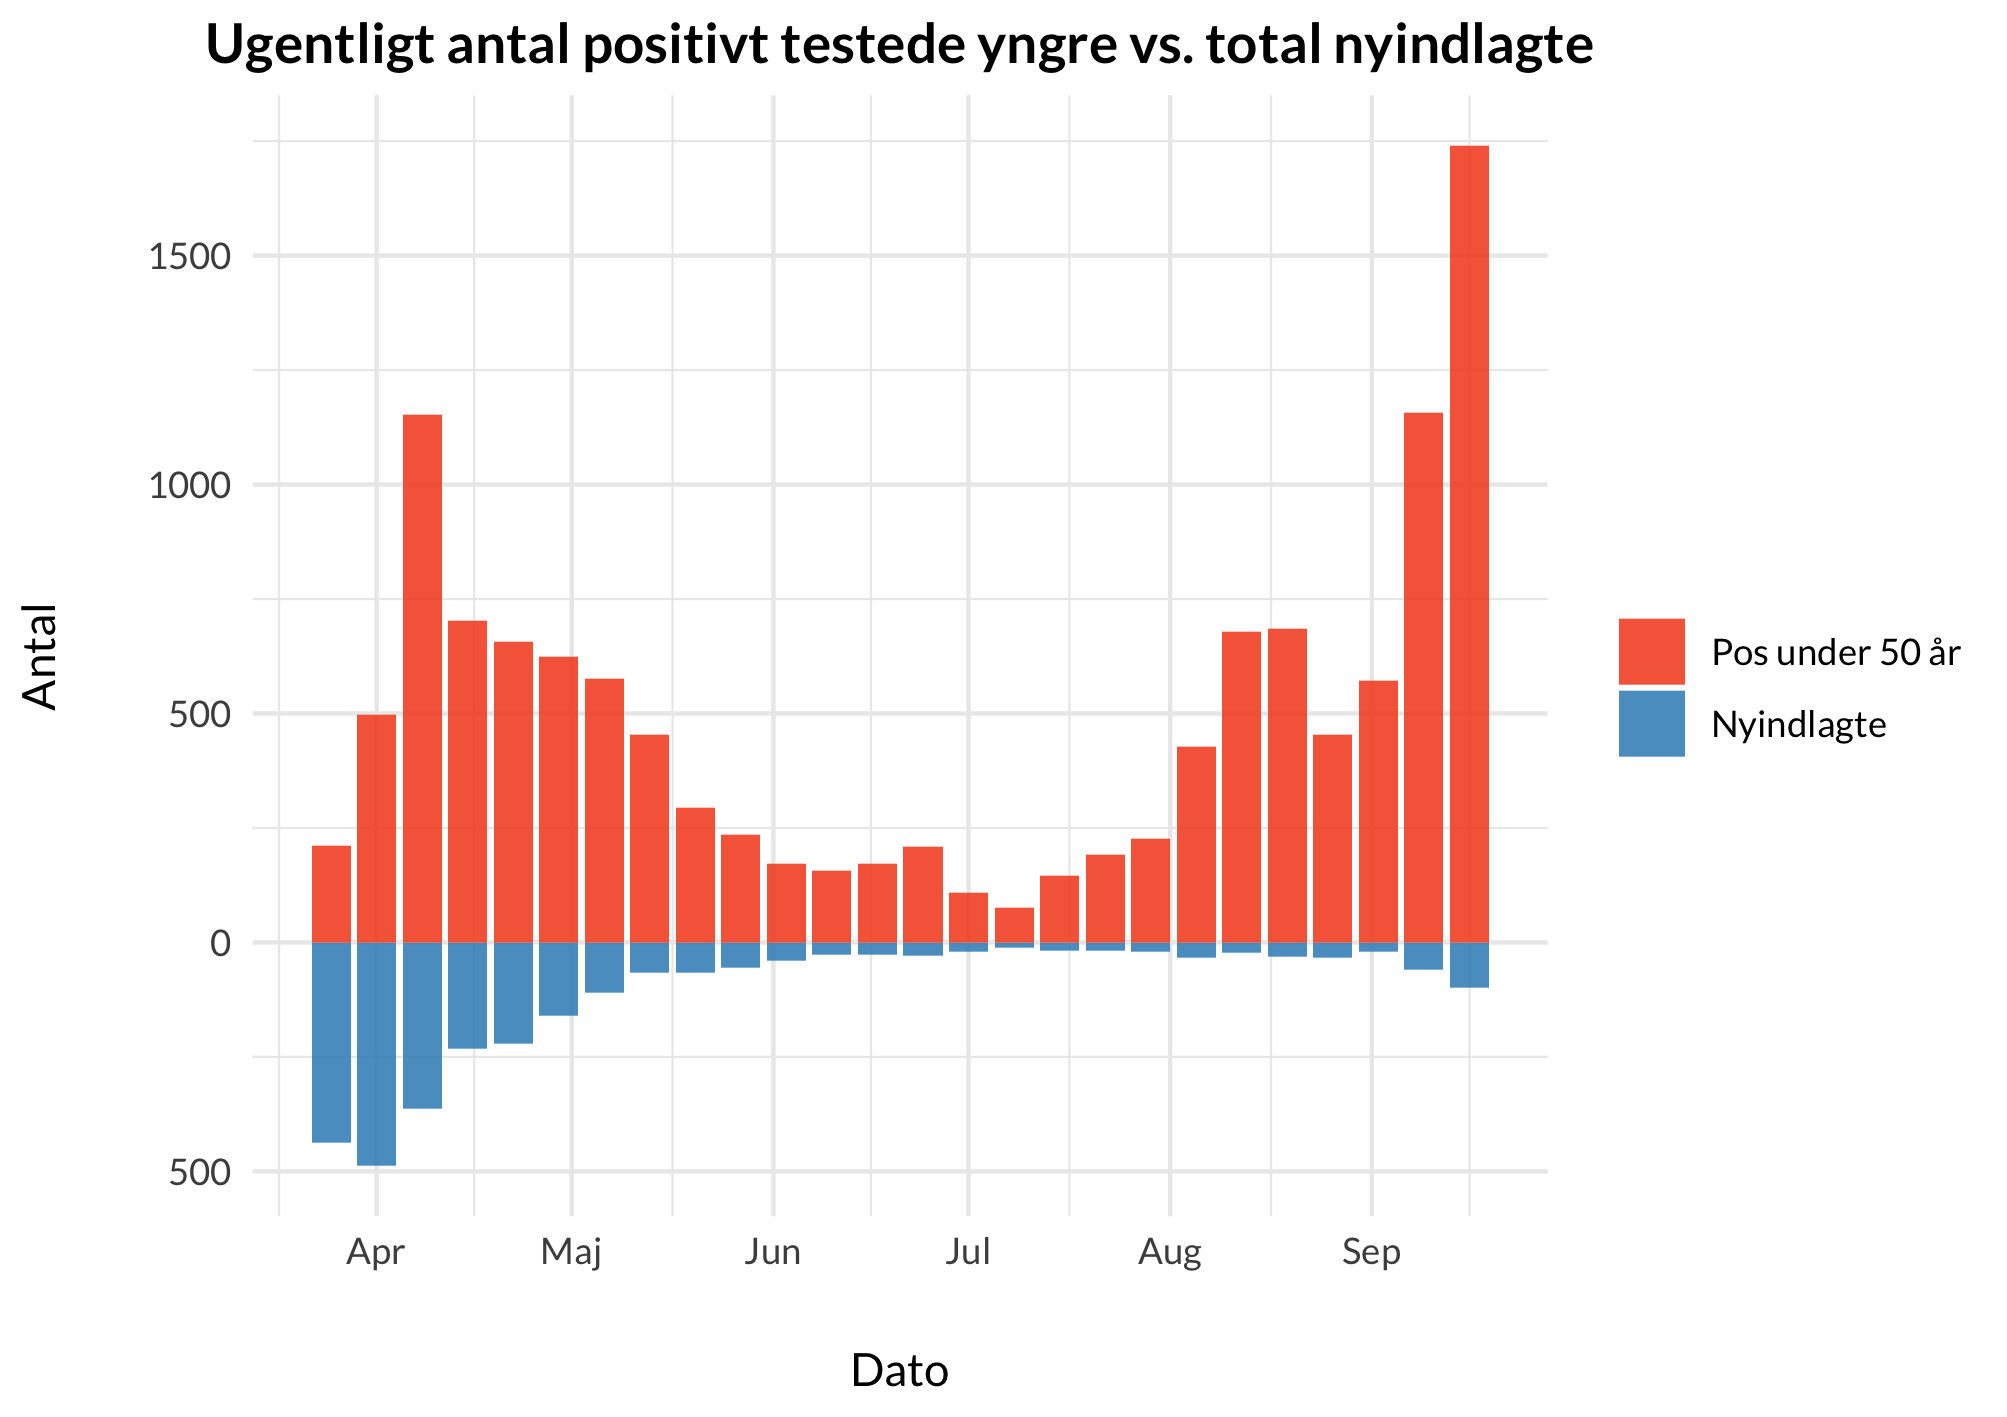 Ugentligt antal positivt testede yngre vs. total nyindlagte
Antal
1500
1000
500
0
500
Apr
Maj
Jun
Jul
Aug
Sep
Dato
Pos under 50 år
Nyindlagte